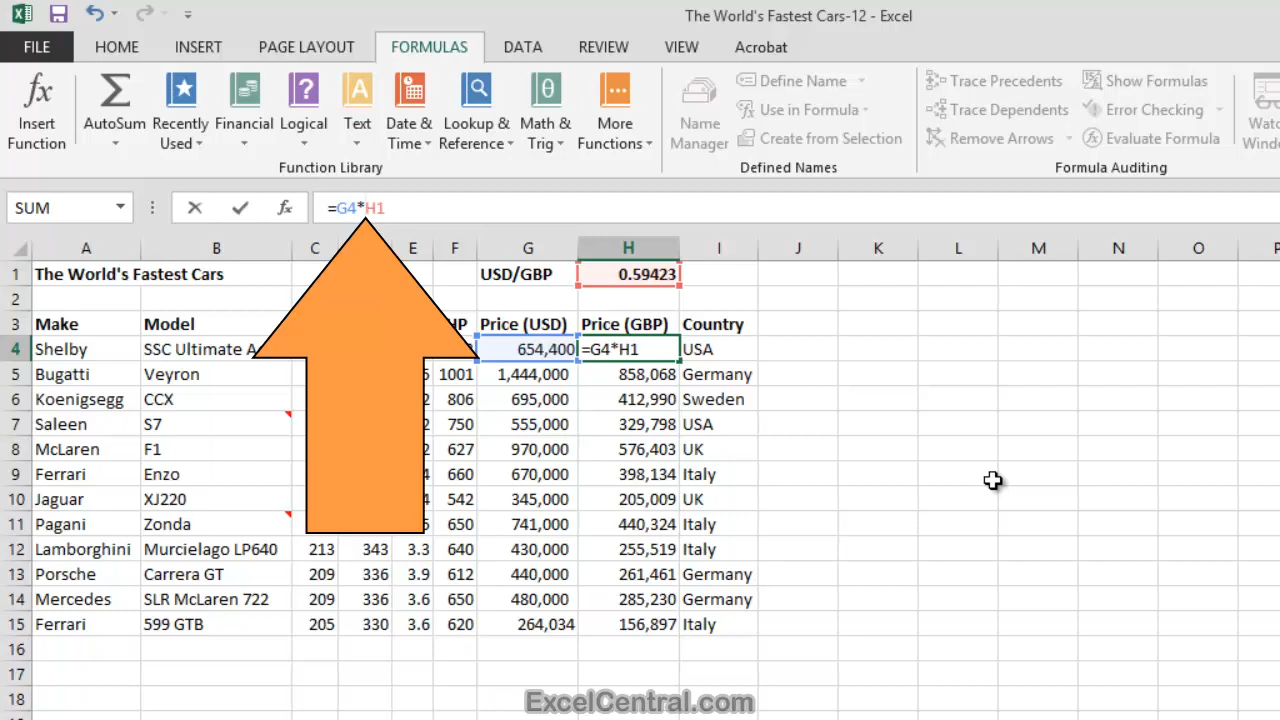 The World's Fastest Cars-12 - Excel
FILE HOME INSERT PAGE LAYOUT FORMULAS DATA REVIEW VIEW Acrobat
fx Σ ? A θ
Insert Function
AutoSum
Recently Used
Financial
Logical
Text
Date & Time
Lookup & Reference
Math & Trig
More Functions
Function Library
Name Manager
Define Name
Use in Formula
Create from Selection
Defined Names
Trace Precedents
Trace Dependents
Remove Arrows
Show Formulas
Error Checking
Evaluate Formula
Formula Auditing
SUM fx =G4*H1
A B C E F G H I J K L M N O
1 The World's Fastest Cars USD/GBP 0.59423
2
3 Make Model HP Price (USD) Price (GBP) Country
4 Shelby SSC Ultimate 654,400 =G4*H1 USA
5 Bugatti Veyron 1001 1,444,000 858,068 Germany
6 Koenigsegg CCX 806 695,000 412,990 Sweden
7 Saleen S7 750 555,000 329,798 USA
8 McLaren F1 627 970,000 576,403 UK
9 Ferrari Enzo 660 670,000 398,134 Italy
10 Jaguar XJ220 542 345,000 205,009 UK
11 Pagani Zonda 650 741,000 440,324 Italy
12 Lamborghini Murcielago LP640 213 343 3.3 640 430,000 255,519 Italy
13 Porsche Carrera GT 209 336 3.9 612 440,000 261,461 Germany
14 Mercedes SLR McLaren 722 209 336 3.6 650 480,000 285,230 Germany
15 Ferrari 599 GTB 205 330 3.6 620 264,034 156,897 Italy
16
17
18
ExcelCentral.com